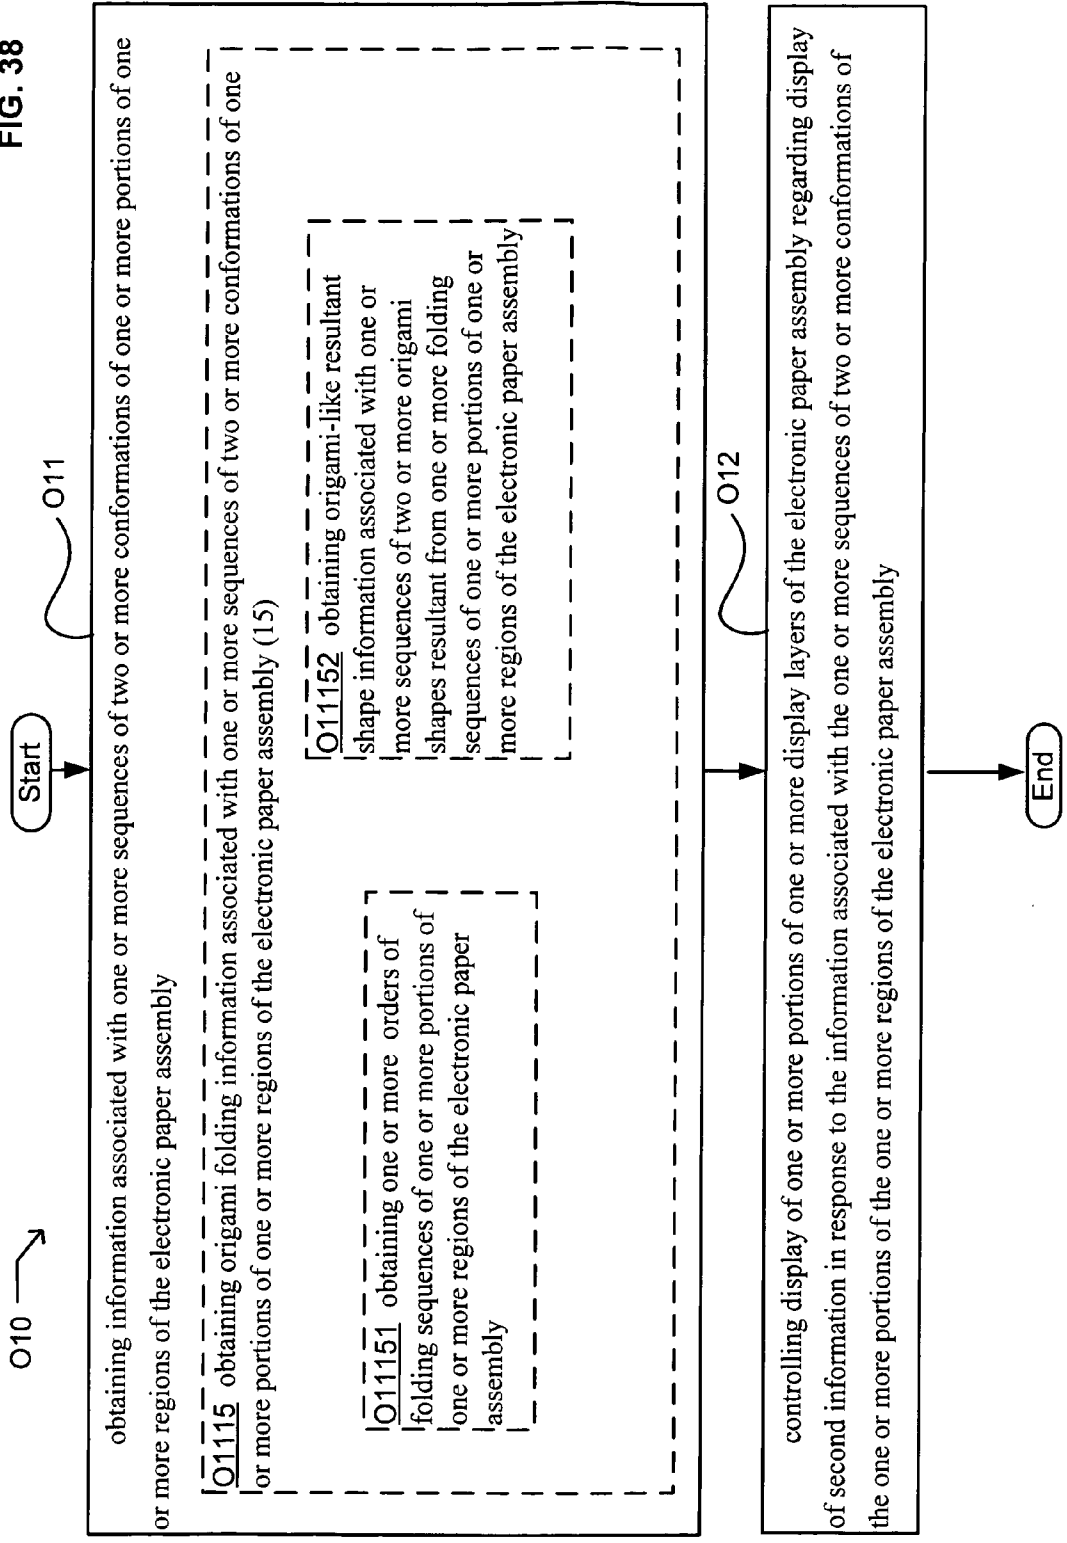 FIG. 38
O10
Start
O11
obtaining information associated with one or more sequences of two or more conformations of one or more portions of one
or more regions of the electronic paper assembly
O1115 obtaining origami folding information associated with one or more sequences of two or more conformations of one
or more portions of one or more regions of the electronic paper assembly (15)
O11151 obtaining one or more orders of
folding sequences of one or more portions of
one or more regions of the electronic paper
assembly
O11152 obtaining origami-like resultant
shape information associated with one or
more sequences of two or more origami
shapes resultant from one or more folding
sequences of one or more portions of one or
more regions of the electronic paper assembly
O12
controlling display of one or more portions of one or more display layers of the electronic paper assembly regarding display
of second information in response to the information associated with the one or more sequences of two or more conformations of
the one or more portions of the one or more regions of the electronic paper assembly
End